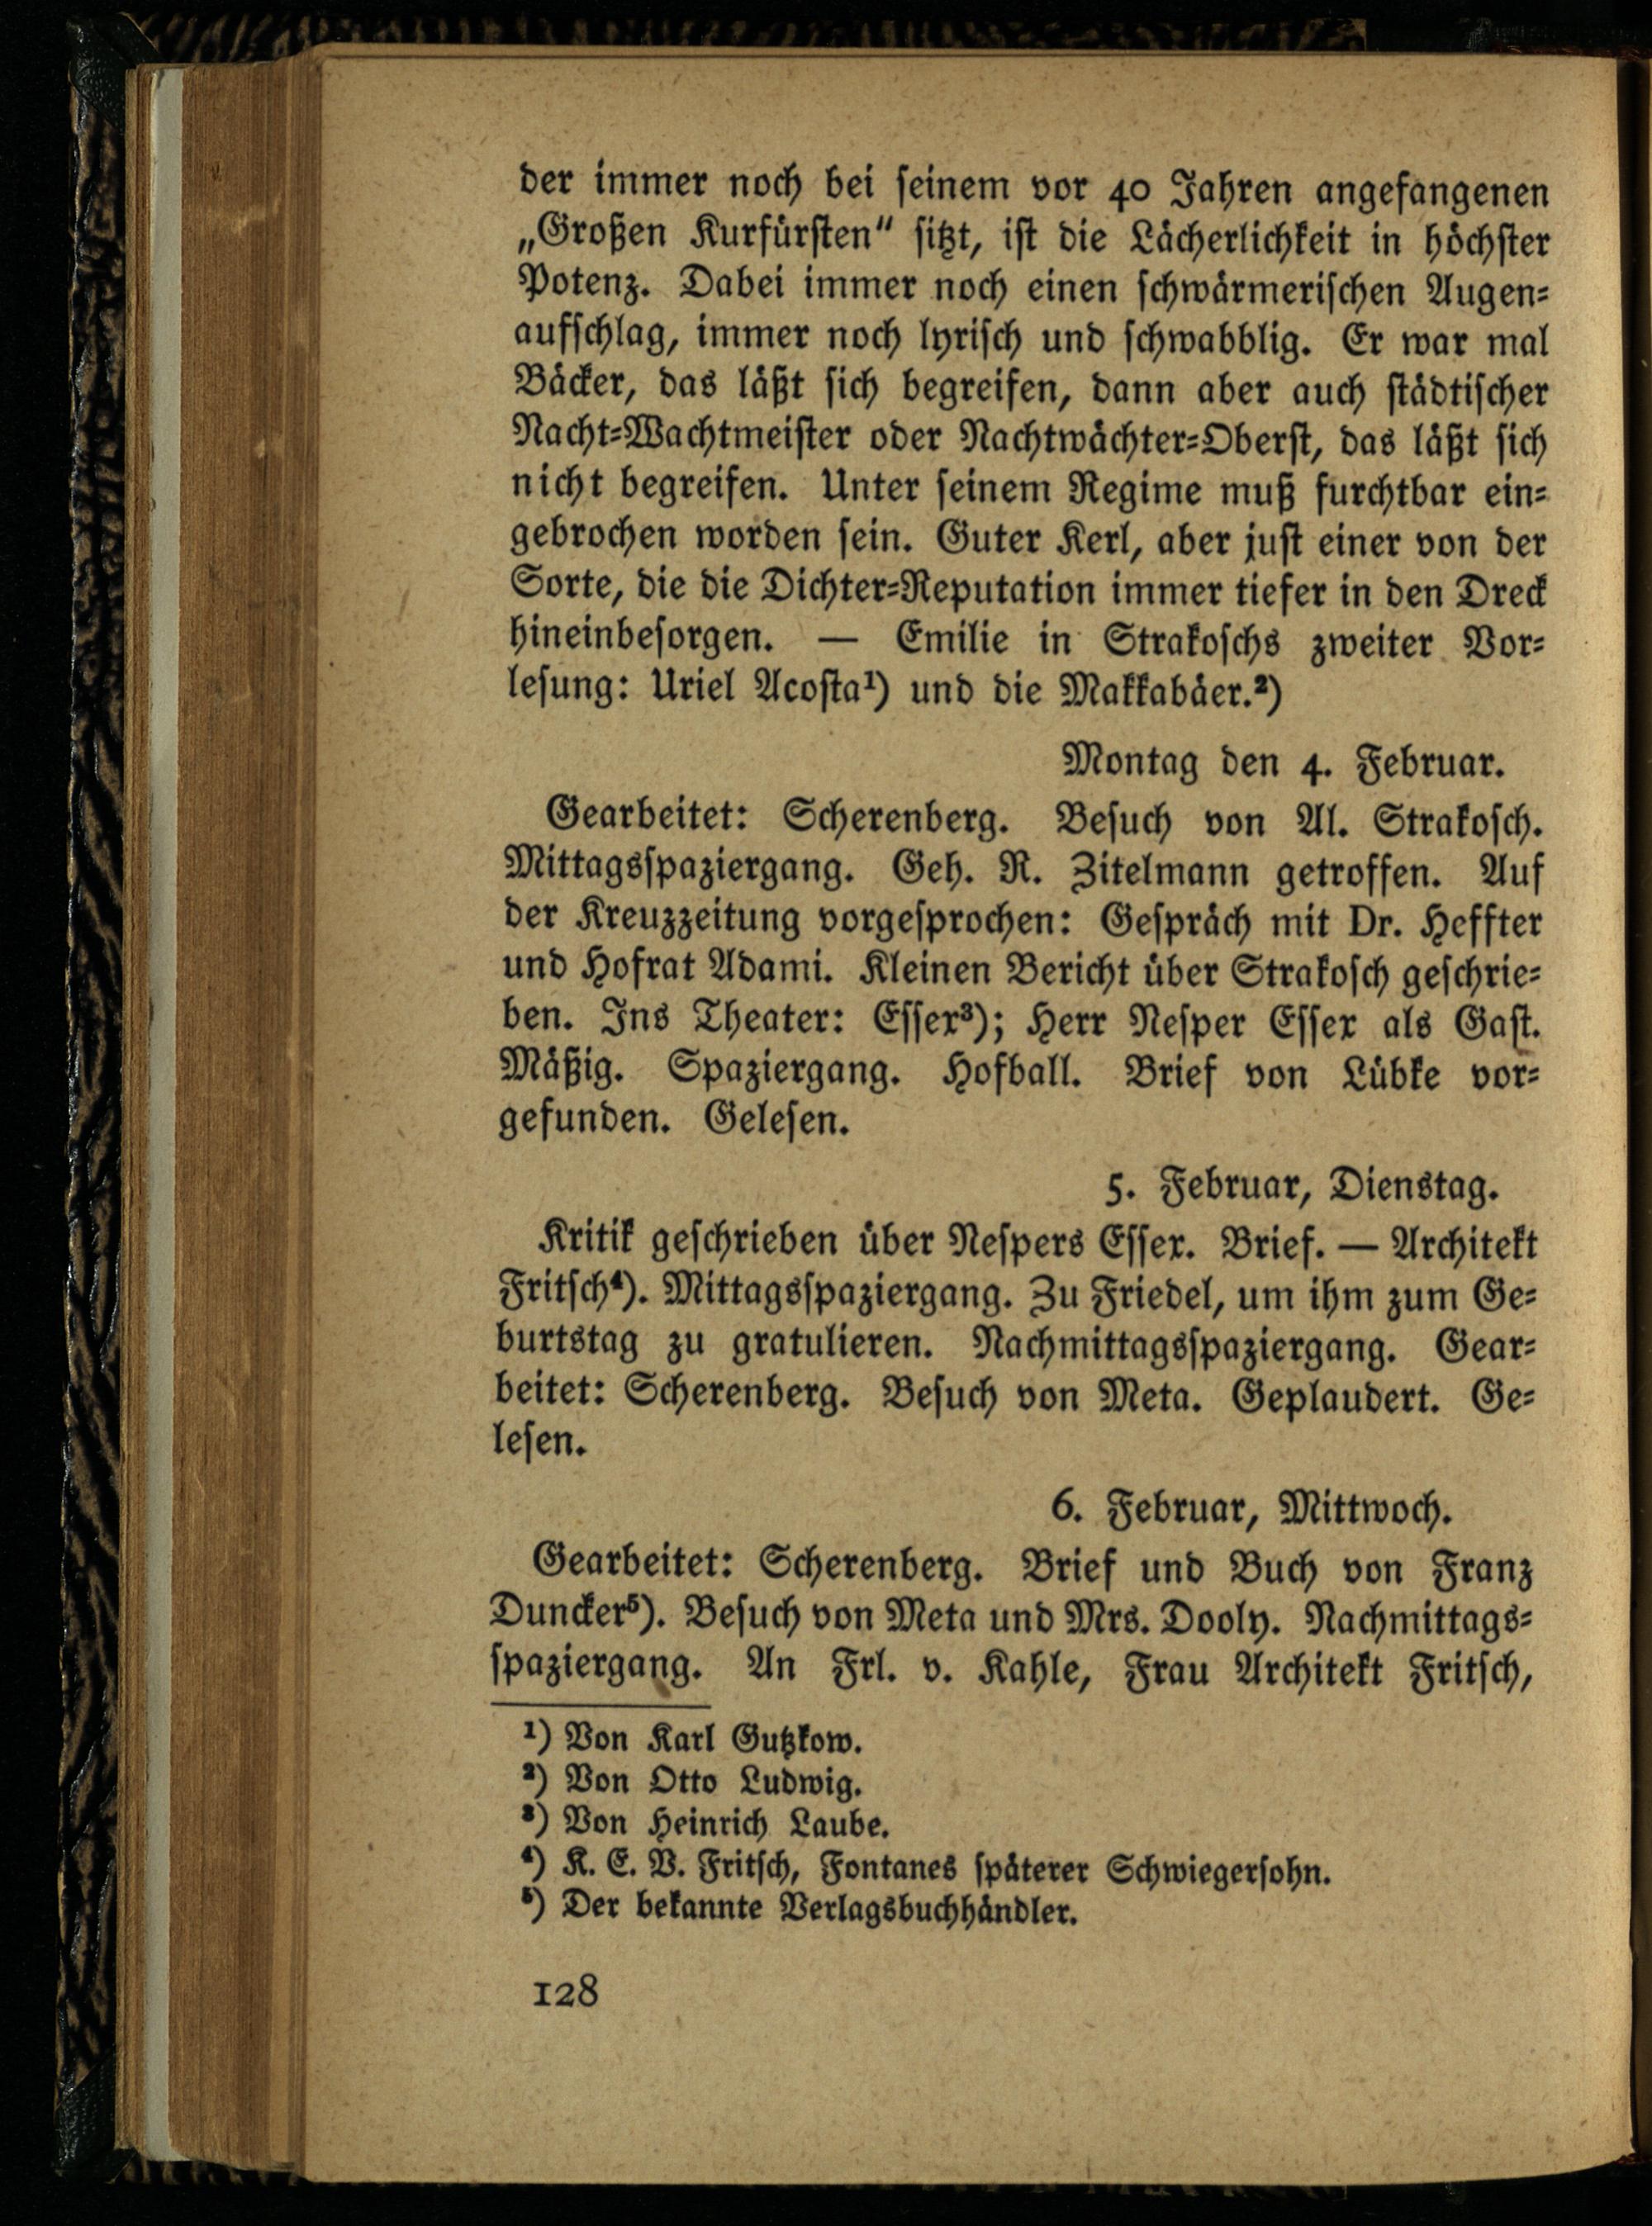 der immer noch bei seinem vor 40 Jahren angefangenen
„Großen Kurfürsten“ sitzt, ist die Lächerlichkeit in höchster
Potenz. Dabei immer noch einen schwärmerischen Augen-
aufschlag, immer noch lyrisch und schwabblig. Er war mal
Bäcker, das läßt sich begreifen, dann aber auch städtischer
Nacht-Wachtmeister oder Nachtwächter-Oberst, das läßt sich
nicht begreifen. Unter seinem Regime muß furchtbar ein-
gebrochen worden sein. Guter Kerl, aber just einer von der
Sorte, die die Dichter-Reputation immer tiefer in den Dreck
hineinbesorgen. — Emilie in Strakoschs zweiter Vor-
lesung: Uriel Acosta¹) und die Makkabäer.²)
Montag den 4. Februar.
Gearbeitet: Scherenberg. Besuch von Al. Strakosch.
Mittagsspaziergang. Geh. R. Zitelmann getroffen. Auf
der Kreuzzeitung vorgesprochen: Gespräch mit Dr. Heffter
und Hofrat Adami. Kleinen Bericht über Strakosch geschrie-
ben. Ins Theater: Essex³); Herr Nesper Essex als Gast.
Mäßig. Spaziergang. Hofball. Brief von Lübke vor-
gefunden. Gelesen.
5. Februar, Dienstag.
Kritik geschrieben über Nespers Essex. Brief. — Architekt
Fritsch⁴). Mittagsspaziergang. Zu Friedel, um ihm zum Ge-
burtstag zu gratulieren. Nachmittagsspaziergang. Gear-
beitet: Scherenberg. Besuch von Meta. Geplaudert. Ge-
lesen.
6. Februar, Mittwoch.
Gearbeitet: Scherenberg. Brief und Buch von Franz
Duncker⁵). Besuch von Meta und Mrs. Dooly. Nachmittags-
spaziergang. An Frl. v. Kahle, Frau Architekt Fritsch,
¹) Von Karl Gutzkow.
²) Von Otto Ludwig.
³) Von Heinrich Laube.
⁴) K. E. V. Fritsch, Fontanes späterer Schwiegersohn.
⁵) Der bekannte Verlagsbuchhändler.
128